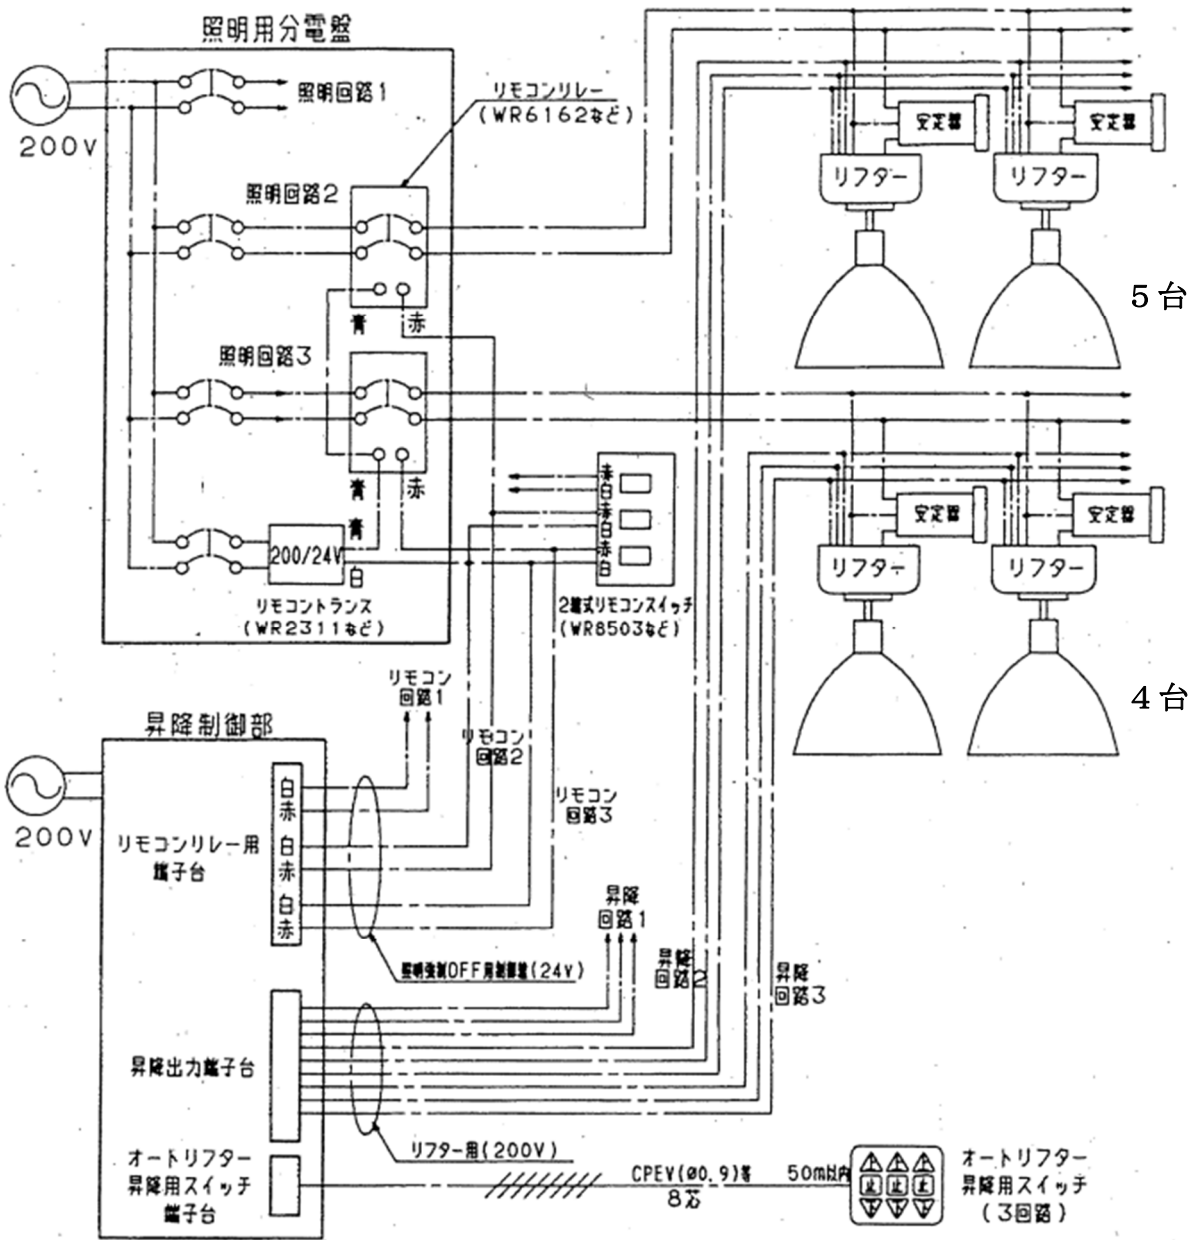 照明用分電盤
200V
照明回路1
リモコンリレー
(WR6162など)
照明回路2
青 赤
照明回路3
青 赤
青
200/24V
白
リモコントランス
(WR2311など)
赤
白
赤
白
赤
白
2線式リモコンスイッチ
(WR8503など)
安定器
安定器
リフター
リフター
5台
安定器
安定器
リフター
リフター
4台
昇降制御部
200V
リモコン
回路1
リモコン
回路2
リモコン
回路3
白
赤
リモコンリレー用
端子台
白
赤
白
赤
照明強制OFF用制御線(24V)
昇降
回路1
昇降
回路2
昇降
回路3
昇降出力端子台
リフター用(200V)
オートリフター
昇降用スイッチ
端子台
CPEV(Ø0.9)等 50m以内
8芯
上 上 上
止 止 止
下 下 下
オートリフター
昇降用スイッチ
(3回路)